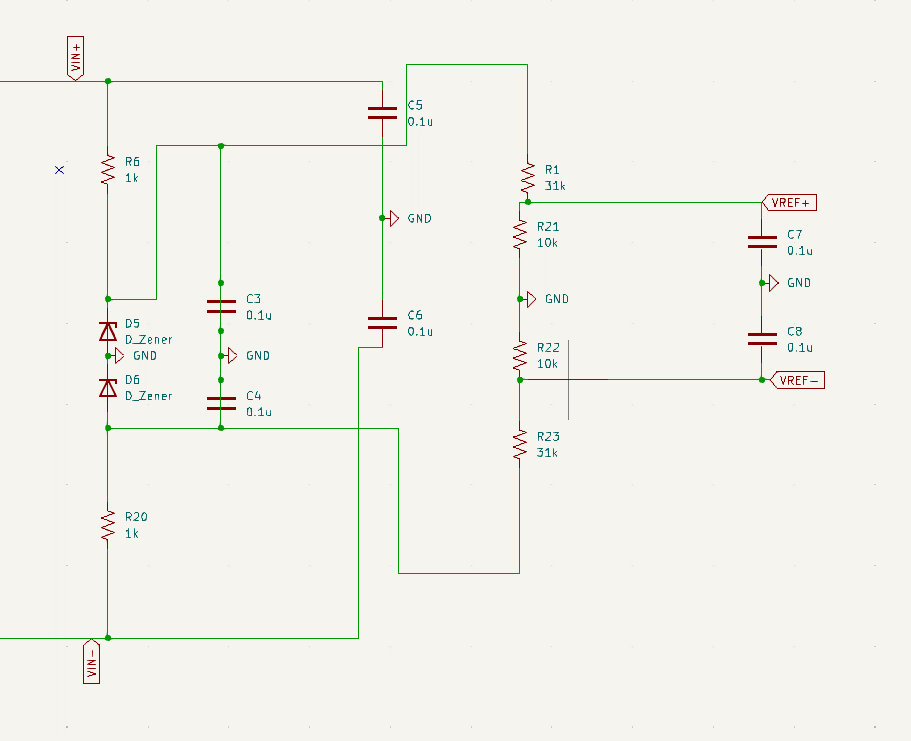 VIN+
C5
0.1u
R6
1k
R1
31k
VREF+
GND
R21
10k
C7
0.1u
GND
C3
0.1u
GND
D5
D_Zener
C6
0.1u
GND
GND
R22
10k
C8
0.1u
D6
D_Zener
VREF-
C4
0.1u
R23
31k
R20
1k
VIN-